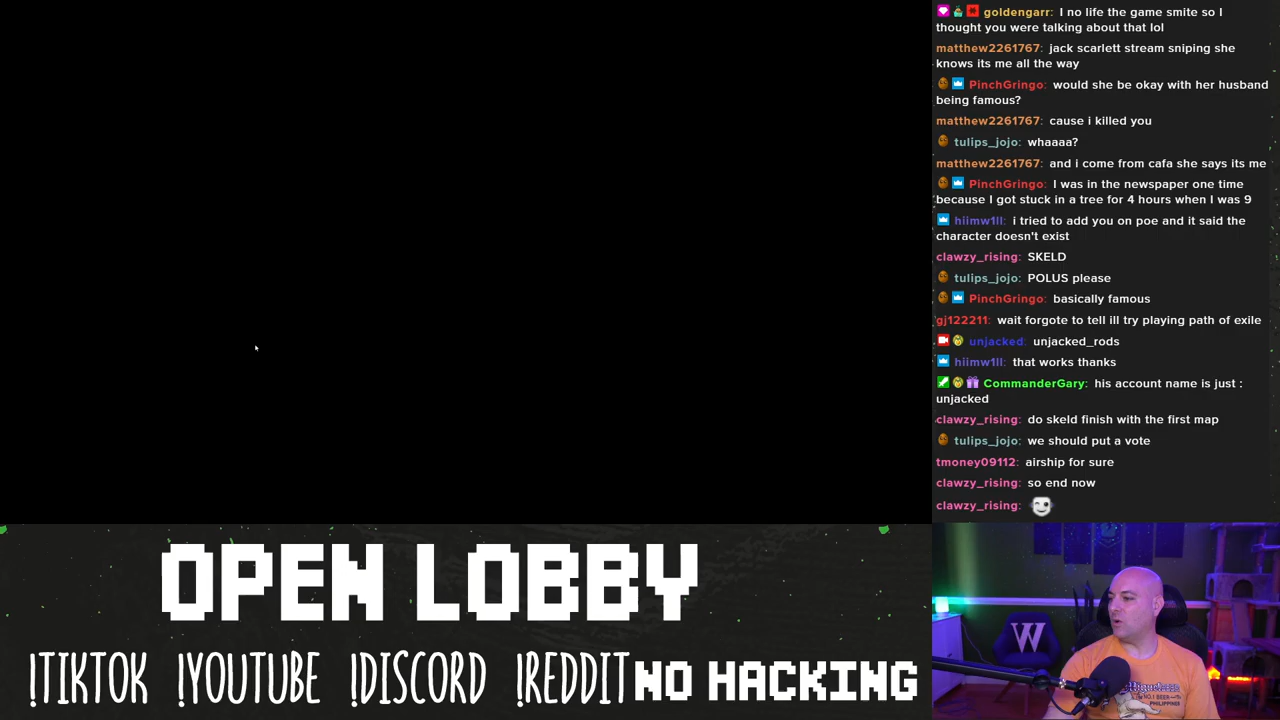 goldengarr: I no life the game smite so I
thought you were talking about that lol
matthew2261767: jack scarlett stream sniping she
knows its me all the way
PinchGringo: would she be okay with her husband
being famous?
matthew2261767: cause i killed you
tulips_jojo: whaaaa?
matthew2261767: and i come from cafa she says its me
PinchGringo: I was in the newspaper one time
because I got stuck in a tree for 4 hours when I was 9
hiimw1ll: i tried to add you on poe and it said the
character doesn't exist
clawzy_rising: SKELD
tulips_jojo: POLUS please
PinchGringo: basically famous
gj122211: wait forgote to tell ill try playing path of exile
unjacked: unjacked_rods
hiimw1ll: that works thanks
CommanderGary: his account name is just :
unjacked
clawzy_rising: do skeld finish with the first map
tulips_jojo: we should put a vote
tmoney09112: airship for sure
clawzy_rising: so end now
clawzy_rising:
OPEN LOBBY
!TIKTOK !YOUTUBE !DISCORD !REDDIT NO HACKING
W